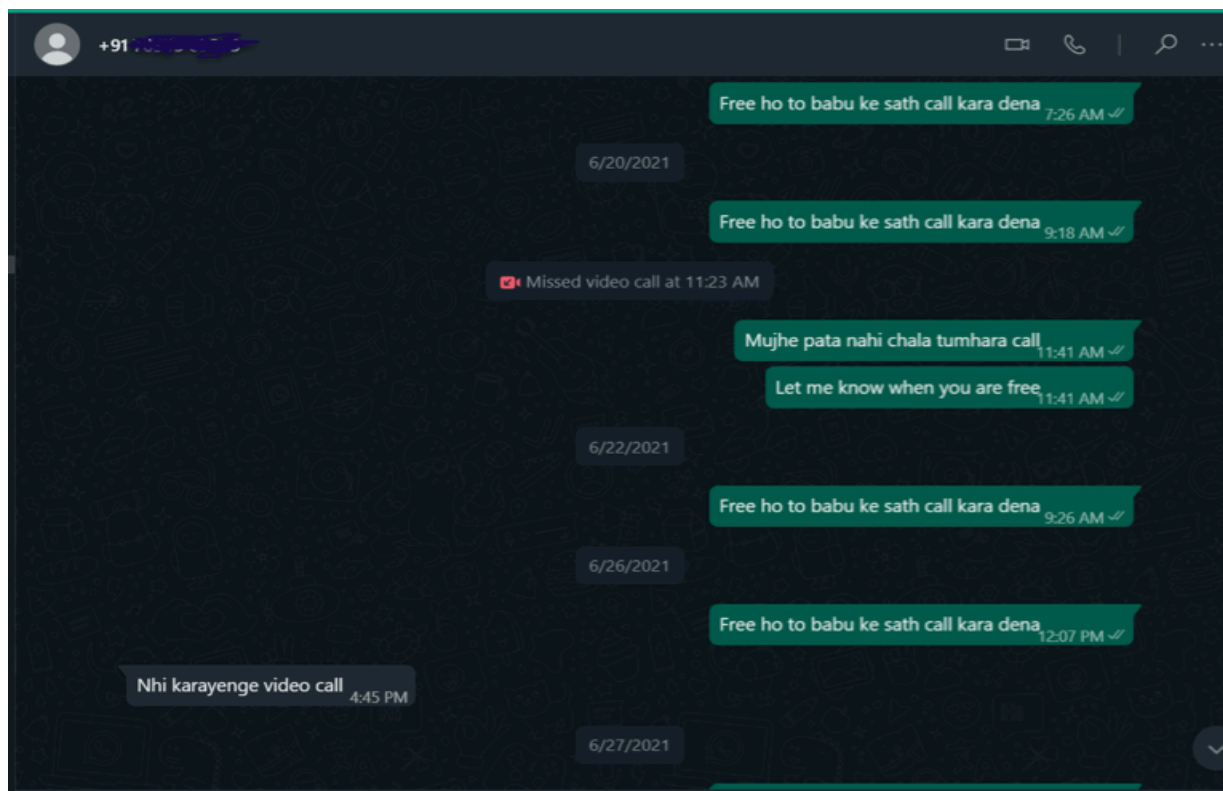 +91
Free ho to babu ke sath call kara dena 7:26 AM
6/20/2021
Free ho to babu ke sath call kara dena 9:18 AM
Missed video call at 11:23 AM
Mujhe pata nahi chala tumhara call 11:41 AM
Let me know when you are free 11:41 AM
6/22/2021
Free ho to babu ke sath call kara dena 9:26 AM
6/26/2021
Free ho to babu ke sath call kara dena 12:07 PM
Nhi karayenge video call 4:45 PM
6/27/2021